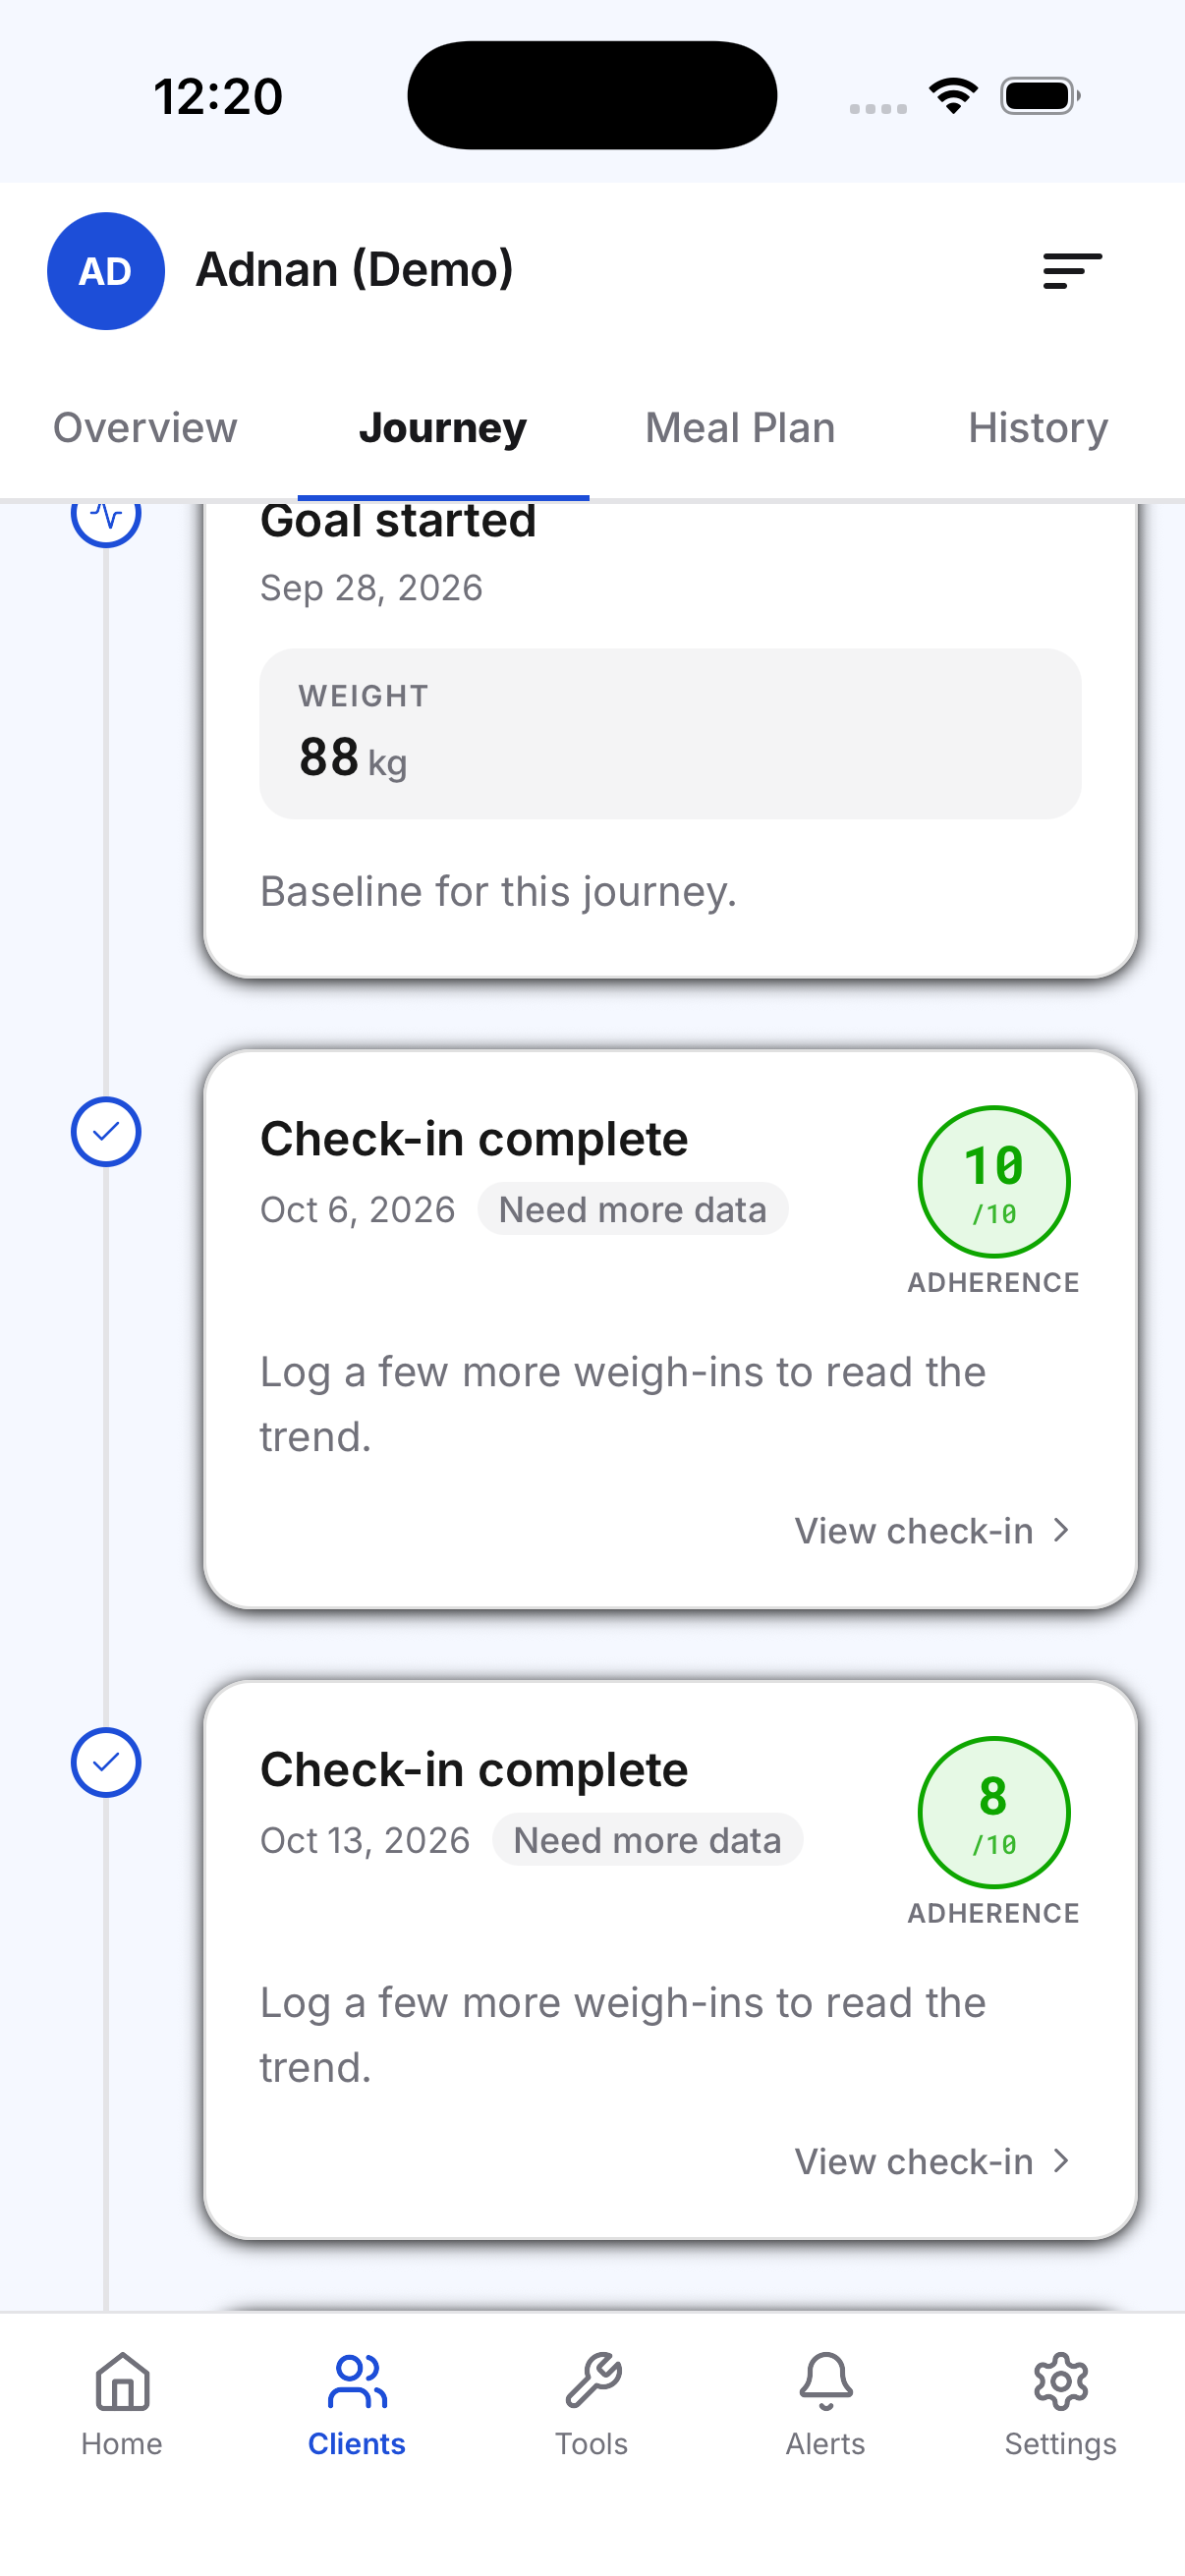 12:20
AD
Adnan (Demo)
Overview
Journey
Meal Plan
History
Goal started
Sep 28, 2026
WEIGHT
88 kg
Baseline for this journey.
Check-in complete
Oct 6, 2026
Need more data
10
/10
ADHERENCE
Log a few more weigh-ins to read the
trend.
View check-in
Check-in complete
Oct 13, 2026
Need more data
8
/10
ADHERENCE
Log a few more weigh-ins to read the
trend.
View check-in
Home
Clients
Tools
Alerts
Settings